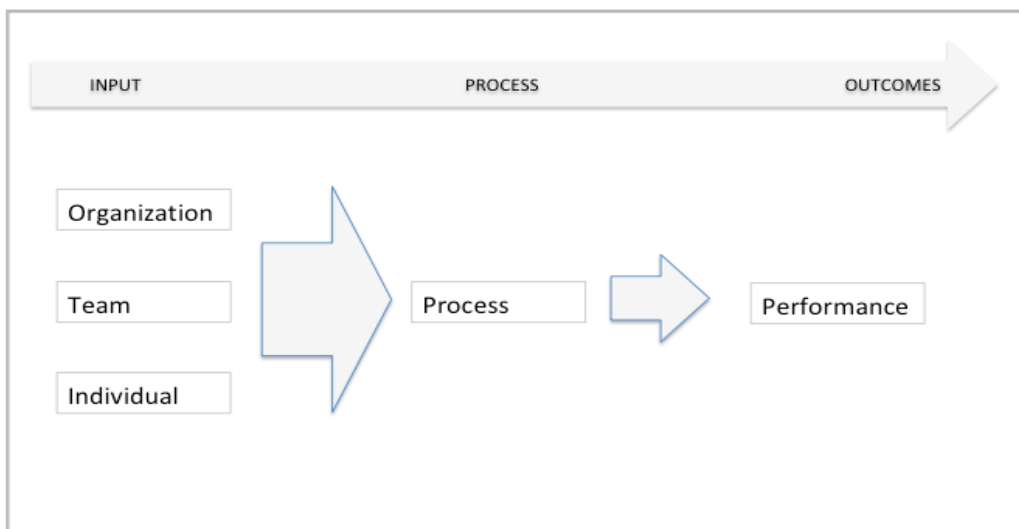 INPUT PROCESS OUTCOMES
Organization
Team Process Performance
Individual